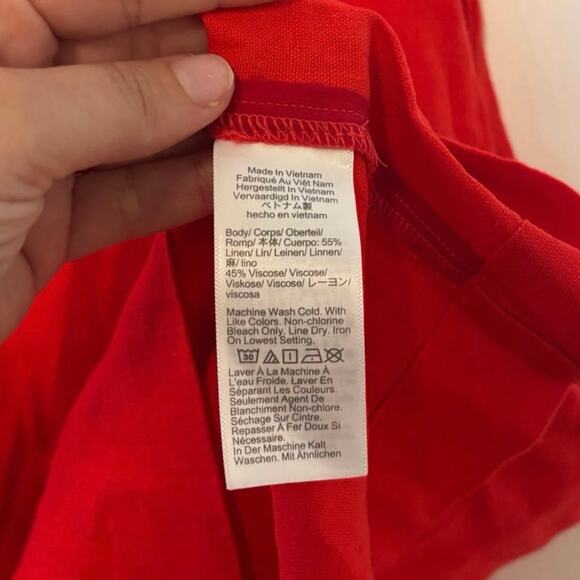 Made In Vietnam
Fabriqué Au Viêt Nam
Hergestellt In Vietnam
Vervaardigd In Vietnam
ベトナム製
hecho en vietnam
Body/ Corps/ Oberteil/
Romp/ 本体/ Cuerpo: 55%
Linen/ Lin/ Leinen/ Linnen/
麻/ lino
45% Viscose/ Viscose/
Viskose/ Viscose/ レーヨン/
viscosa
Machine Wash Cold. With
Like Colors. Non-chlorine
Bleach Only. Line Dry. Iron
On Lowest Setting.
30
Laver À La Machine À
L'eau Froide. Laver En
Séparant Les Couleurs.
Seulement Agent De
Blanchiment Non-chlore.
Séchage Sur Cintre.
Repasser À Fer Doux Si
Nécessaire.
In Der Maschine Kalt
Waschen. Mit Ähnlichen